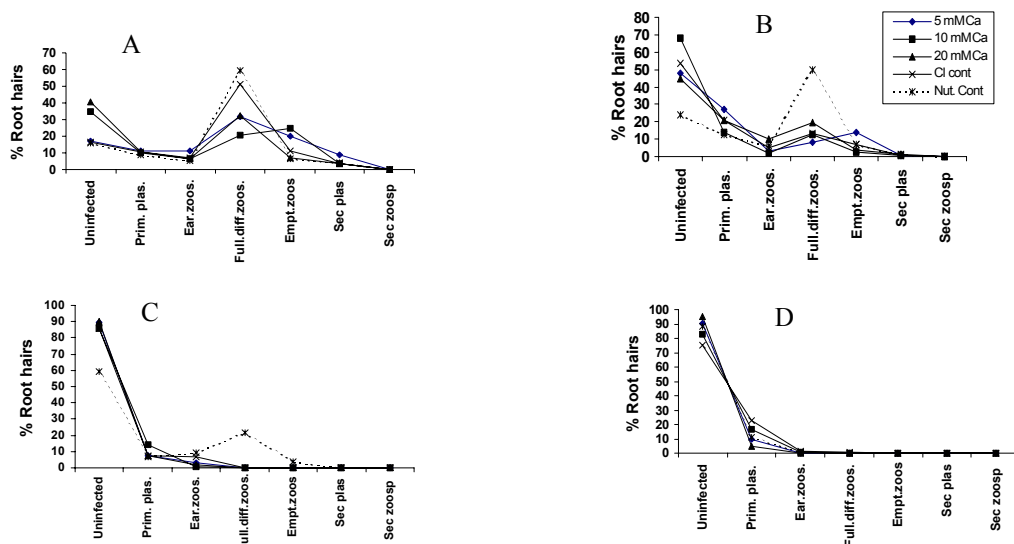 A
% Root hairs
70
60
50
40
30
20
10
0
Uninfected
Prim. plas.
Ear.zoos.
Full.diff.zoos.
Empt.zoos
Sec plas
Sec zoosp
B
% Root hairs
80
70
60
50
40
30
20
10
0
Uninfected
Prim. plas.
Ear.zoos.
Full.diff.zoos.
Empt.zoos
Sec plas
Sec zoosp
5 mMCa
10 mMCa
20 mMCa
Cl cont
Nut. Cont
C
% Root hairs
100
90
80
70
60
50
40
30
20
10
0
Uninfected
Prim. plas.
Ear.zoos.
ull.diff.zoos.
Empt.zoos
Sec plas
Sec zoosp
D
% Root hairs
100
90
80
70
60
50
40
30
20
10
0
Uninfected
Prim. plas.
Ear.zoos.
Full.diff.zoos.
Empt.zoos
Sec plas
Sec zoosp